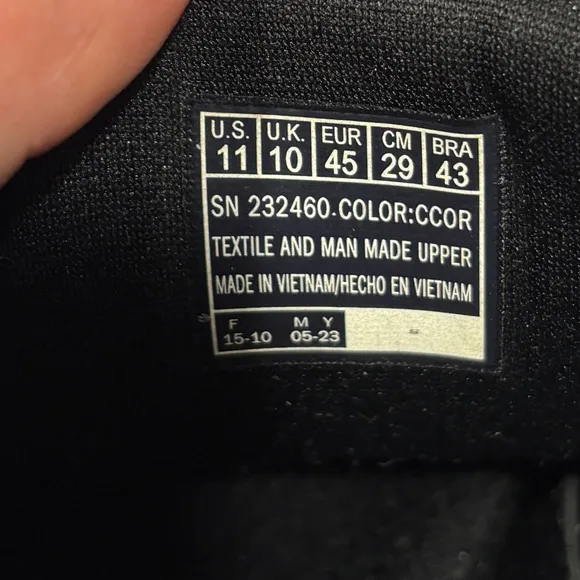 U.S. U.K. EUR CM BRA
11 10 45 29 43
SN 232460.COLOR:CCOR
TEXTILE AND MAN MADE UPPER
MADE IN VIETNAM/HECHO EN VIETNAM
F M Y
15-10 05-23